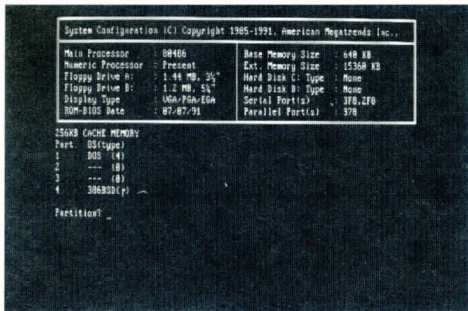 System Configuration (C) Copyright 1985-1991, American Megatrends Inc.,
Main Processor : 80486
Numeric Processor : Present
Floppy Drive A: : 1.44 MB, 3½"
Floppy Drive B: : 1.2 MB, 5¼"
Display Type : VGA/PGA/EGA
ROM-BIOS Date : 07/07/91
Base Memory Size : 640 KB
Ext. Memory Size : 15360 KB
Hard Disk C: Type : None
Hard Disk D: Type : None
Serial Port(s) : 3F8,2F8
Parallel Port(s) : 378
256KB CACHE MEMORY
Part OS(type)
1 DOS (4)
2 --- (0)
3 --- (0)
4 386BSD(r)
Partition? _